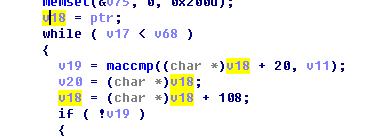 memset(&v75, 0, 0x200u);
v18 = ptr;
while ( v17 < v68 )
{
v19 = maccmp((char *)v18 + 20, v11);
v20 = (char *)v18;
v18 = (char *)v18 + 108;
if ( !v19 )
{